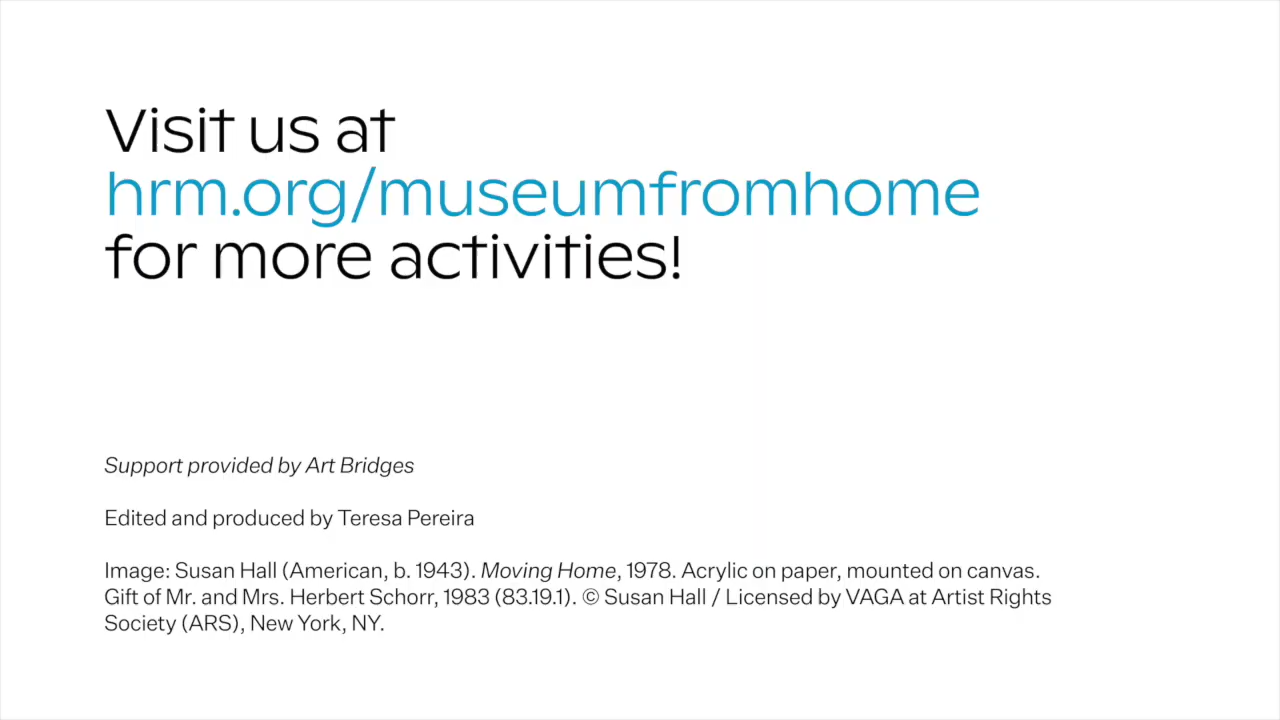 Visit us at
hrm.org/museumfromhome
for more activities!
Support provided by Art Bridges
Edited and produced by Teresa Pereira
Image: Susan Hall (American, b. 1943). Moving Home, 1978. Acrylic on paper, mounted on canvas.
Gift of Mr. and Mrs. Herbert Schorr, 1983 (83.19.1). © Susan Hall / Licensed by VAGA at Artist Rights
Society (ARS), New York, NY.